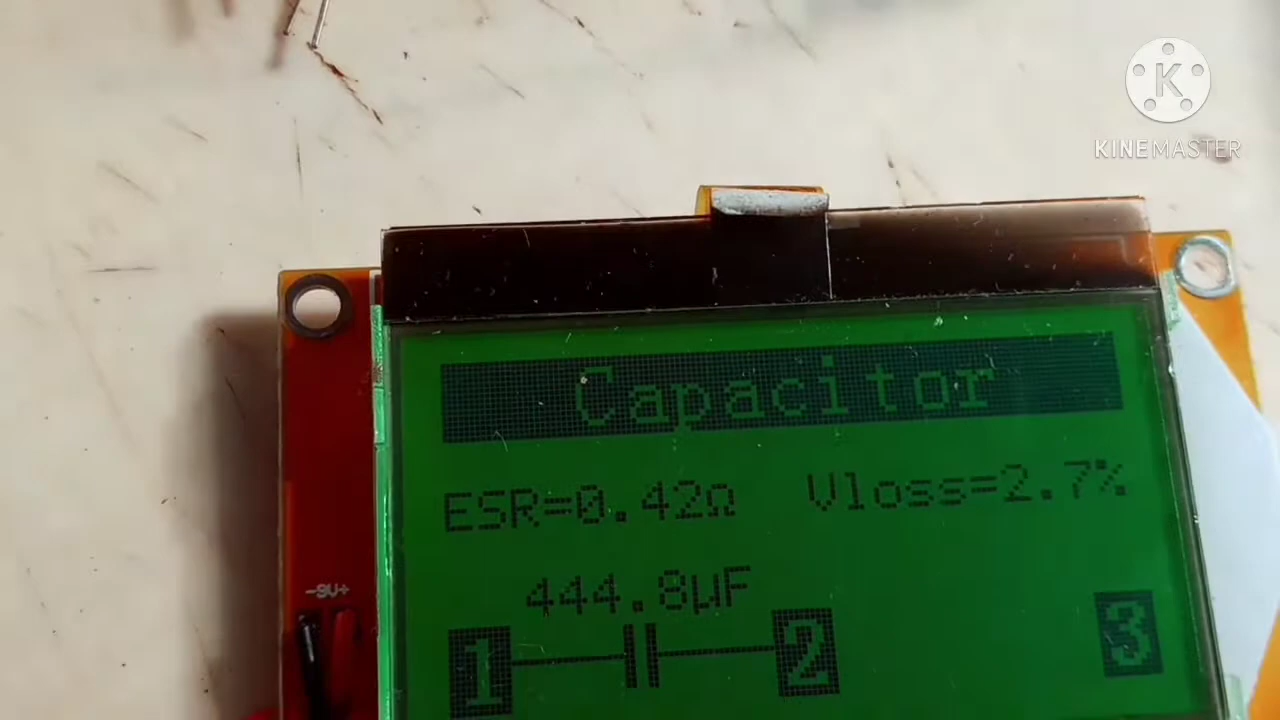 K
KINEMASTER
Capacitor
ESR=0.42Ω Vloss=2.7%
444.8µF
-9V+
1 2 3